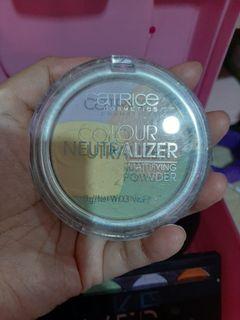 CATRICE
COSMETICS
COLOUR
NEUTRALIZER
MATTIFYING
POWDER